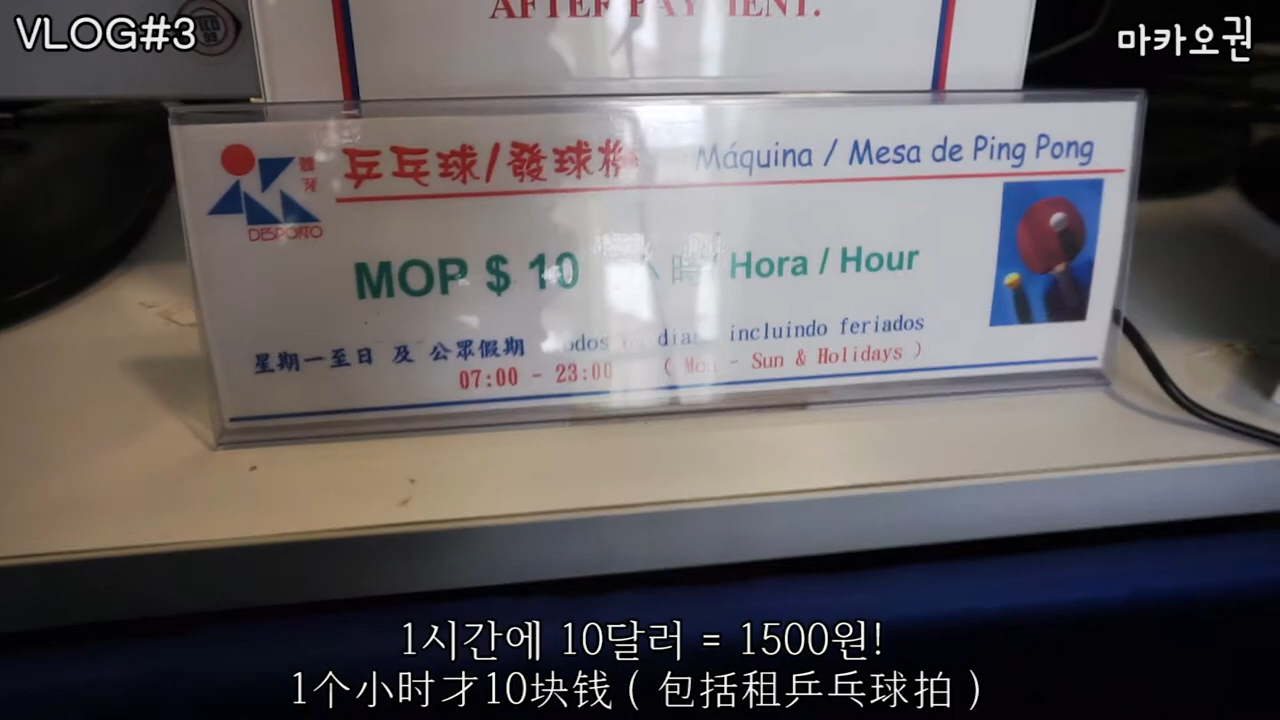 VLOG#3
마카오권
AFTER PAYMENT.
乒乓球/發球機
Máquina / Mesa de Ping Pong
DESPORTO
MOP $ 10 時 Hora / Hour
星期一至日 及 公眾假期 incluindo feriados
07:00 - 23:00 ( Mon - Sun & Holidays )
1시간에 10달러 = 1500원!
1个小时才10块钱 ( 包括租乒乓球拍 )